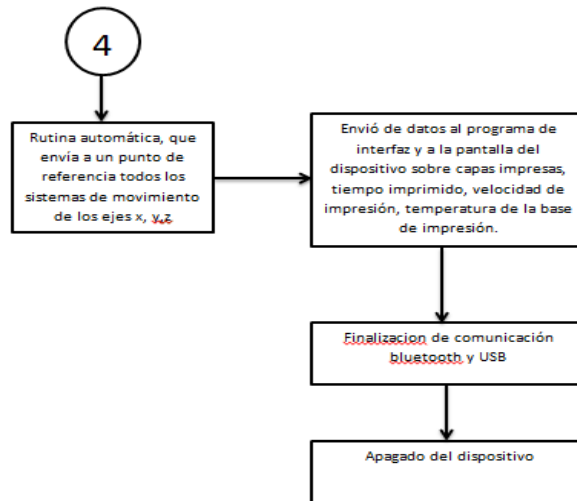 4
Rutina automática, que
envía a un punto de
referencia todos los
sistemas de movimiento
de los ejes x, y,z
Envió de datos al programa de
interfaz y a la pantalla del
dispositivo sobre capas impresas,
tiempo imprimido, velocidad de
impresión, temperatura de la base
de impresión.
Finalizacion de comunicación
bluetooth y USB
Apagado del dispositivo